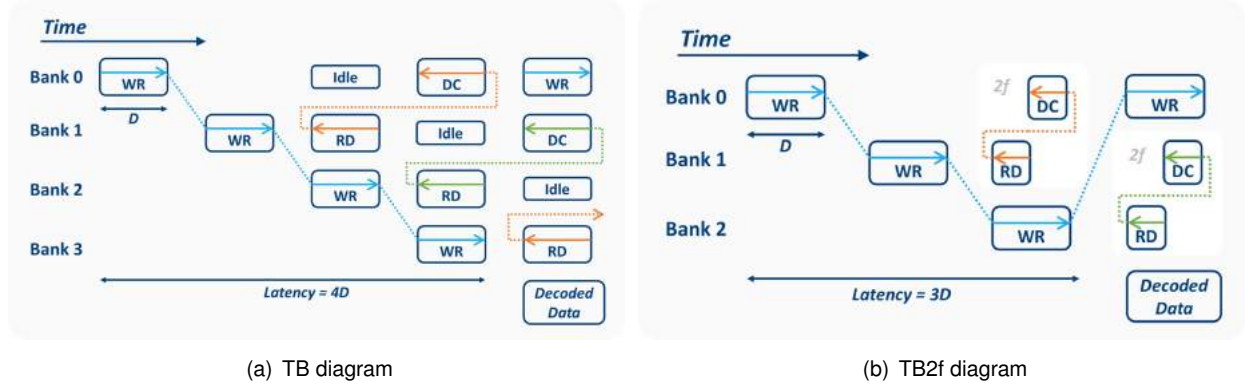 Time
Bank 0 WR Idle DC WR
D
Bank 1 WR RD Idle DC
Bank 2 WR RD Idle
Bank 3 WR RD
Latency = 4D
Decoded
Data
(a) TB diagram
Time
Bank 0 WR 2f DC WR
D
Bank 1 WR RD 2f DC
Bank 2 WR RD
Latency = 3D
Decoded
Data
(b) TB2f diagram